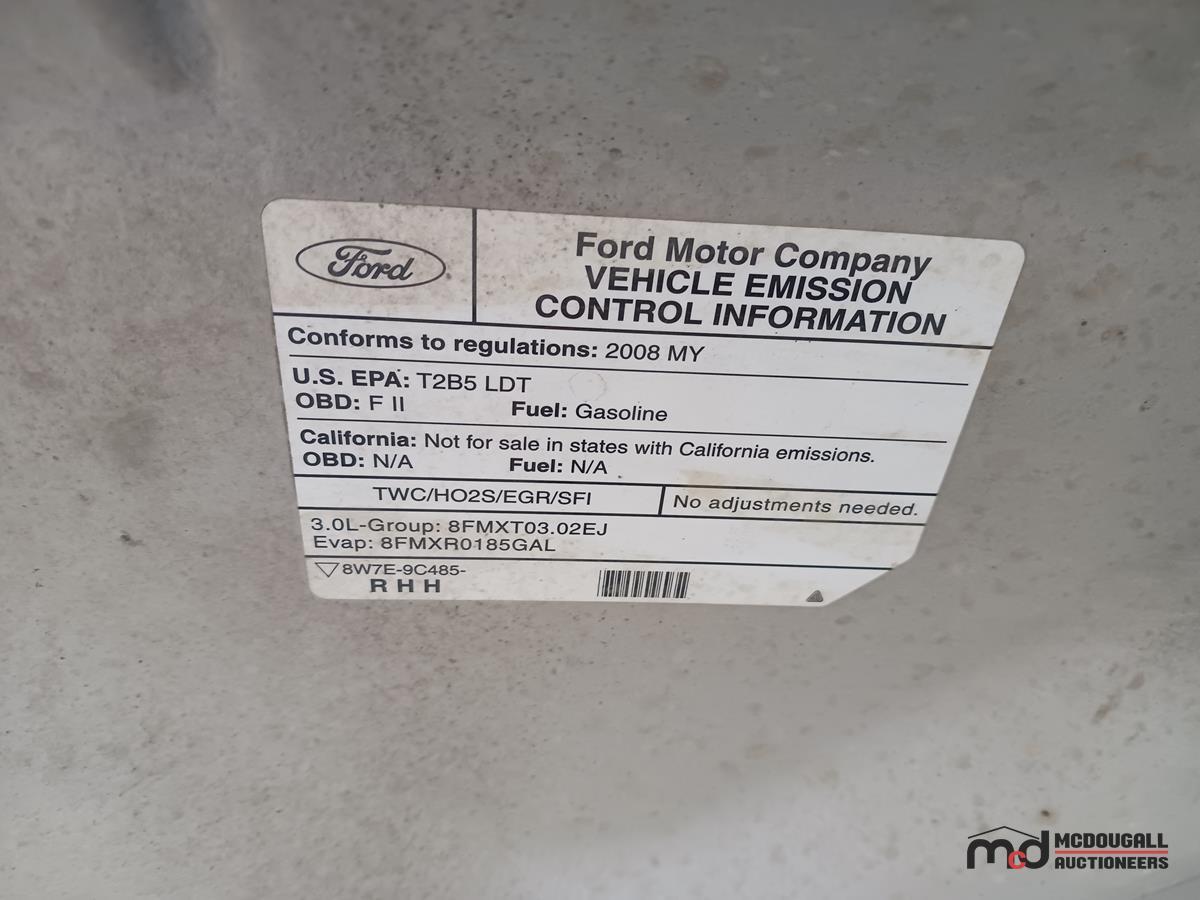 Ford
Ford Motor Company
VEHICLE EMISSION
CONTROL INFORMATION
Conforms to regulations: 2008 MY
U.S. EPA: T2B5 LDT
OBD: F II Fuel: Gasoline
California: Not for sale in states with California emissions.
OBD: N/A Fuel: N/A
TWC/HO2S/EGR/SFI No adjustments needed.
3.0L-Group: 8FMXT03.02EJ
Evap: 8FMXR0185GAL
8W7E-9C485-
R H H
mcd MCDOUGALL
AUCTIONEERS